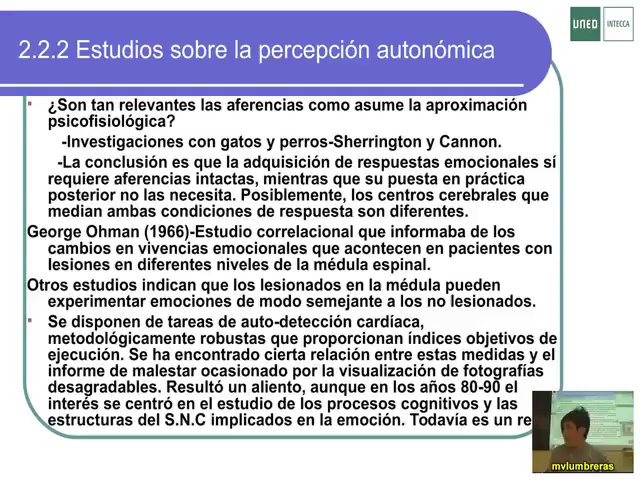 2.2.2 Estudios sobre la percepción autonómica
UNED INTECCA
¿Son tan relevantes las aferencias como asume la aproximación
psicofisiológica?
-Investigaciones con gatos y perros-Sherrington y Cannon.
-La conclusión es que la adquisición de respuestas emocionales sí
requiere aferencias intactas, mientras que su puesta en práctica
posterior no las necesita. Posiblemente, los centros cerebrales que
median ambas condiciones de respuesta son diferentes.
George Ohman (1966)-Estudio correlacional que informaba de los
cambios en vivencias emocionales que acontecen en pacientes con
lesiones en diferentes niveles de la médula espinal.
Otros estudios indican que los lesionados en la médula pueden
experimentar emociones de modo semejante a los no lesionados.
Se disponen de tareas de auto-detección cardíaca,
metodológicamente robustas que proporcionan índices objetivos de
ejecución. Se ha encontrado cierta relación entre estas medidas y el
informe de malestar ocasionado por la visualización de fotografías
desagradables. Resultó un aliento, aunque en los años 80-90 el
interés se centró en el estudio de los procesos cognitivos y las
estructuras del S.N.C implicados en la emoción. Todavía es un re
mvlumbreras